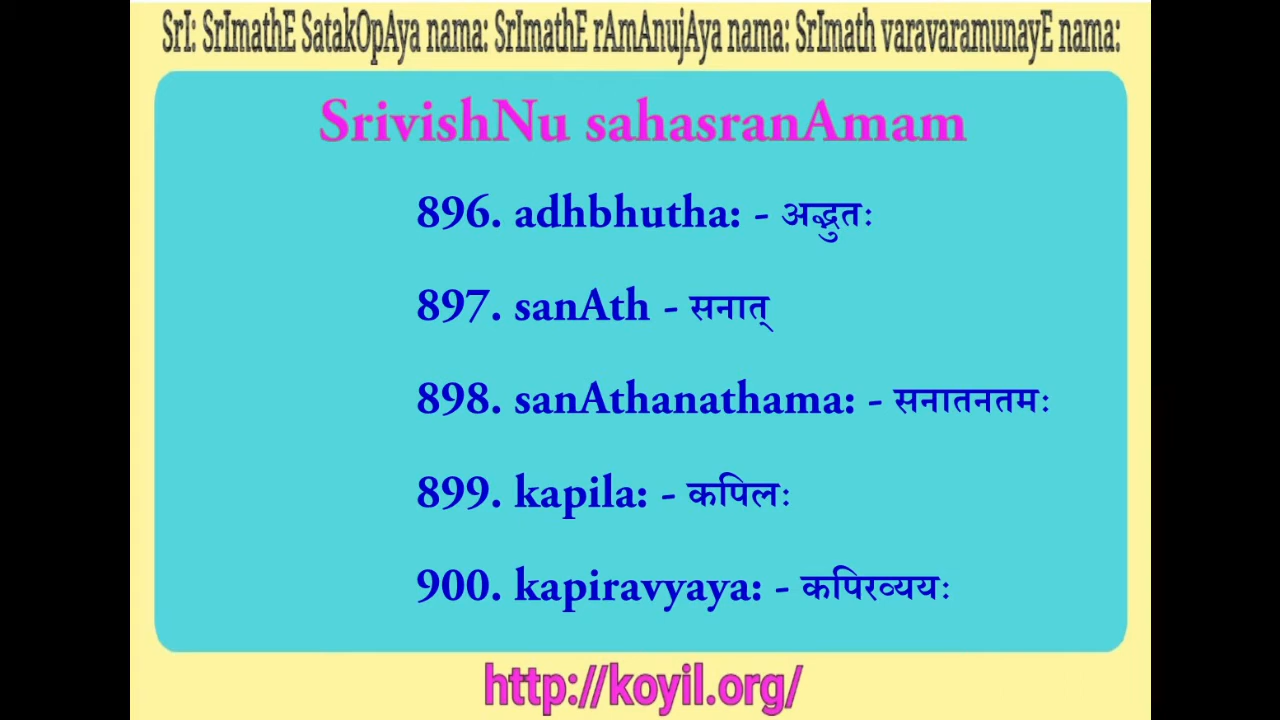 SrI: SrImathE SatakOpAya nama: SrImathE rAmAnujAya nama: SrImath varavaramunayE nama:
SrivishNu sahasranAmam
896. adhbhutha: - अद्भुतः
897. sanAth - सनात्
898. sanAthanathama: - सनातनतमः
899. kapila: - कपिलः
900. kapiravyaya: - कपिरव्ययः
http://koyil.org/